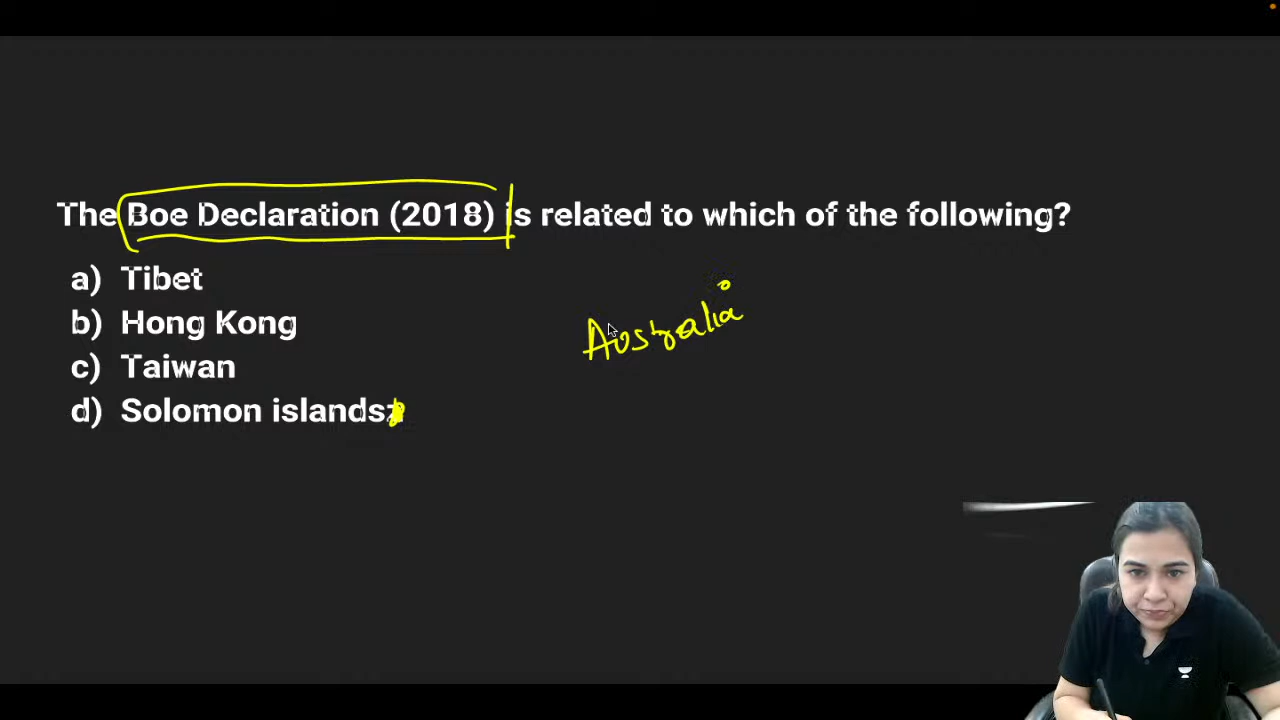 The Boe Declaration (2018) is related to which of the following?
a) Tibet
b) Hong Kong
Australia
c) Taiwan
d) Solomon islands